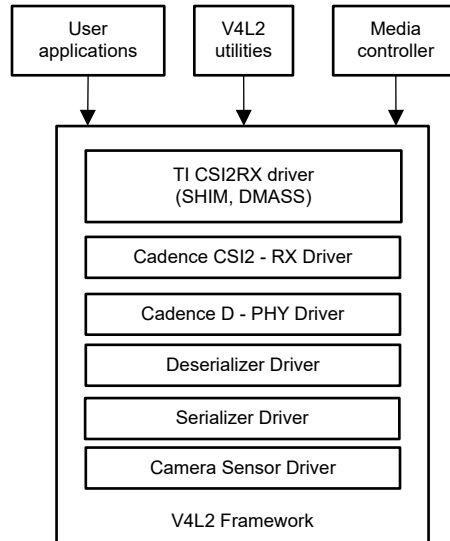 User
applications
V4L2
utilities
Media
controller
TI CSI2RX driver
(SHIM, DMASS)
Cadence CSI2 - RX Driver
Cadence D - PHY Driver
Deserializer Driver
Serializer Driver
Camera Sensor Driver
V4L2 Framework